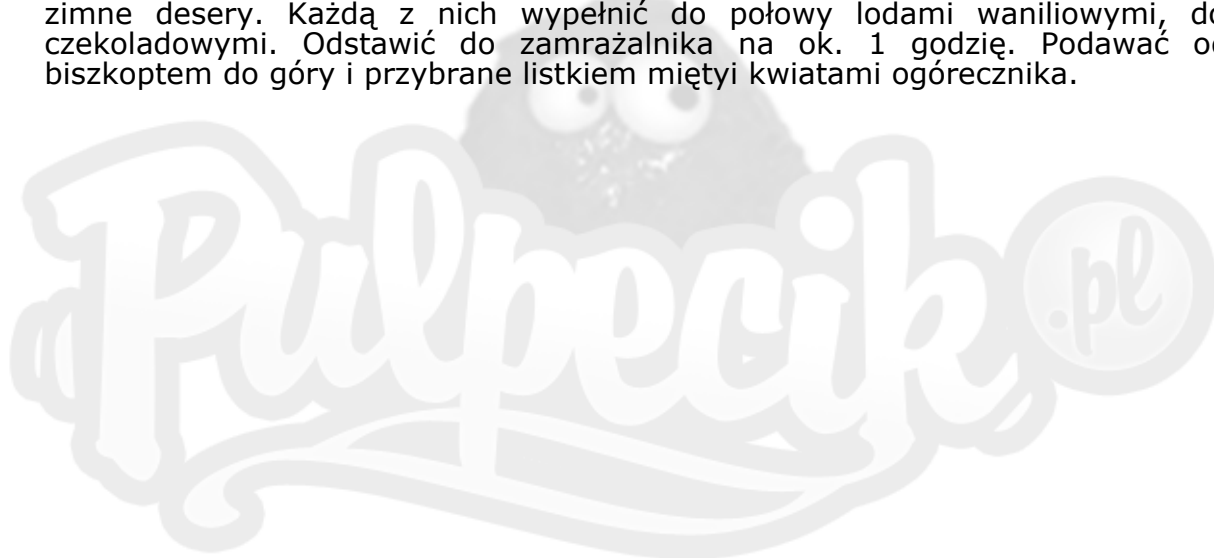 zimne desery. Każdą z nich wypełnić do połowy lodami waniliowymi, do
czekoladowymi. Odstawić do zamrażalnika na ok. 1 godzię. Podawać
biszkoptem do góry i przybrane listkiem miętyi kwiatami ogórecznika.
Pulpecik .pl